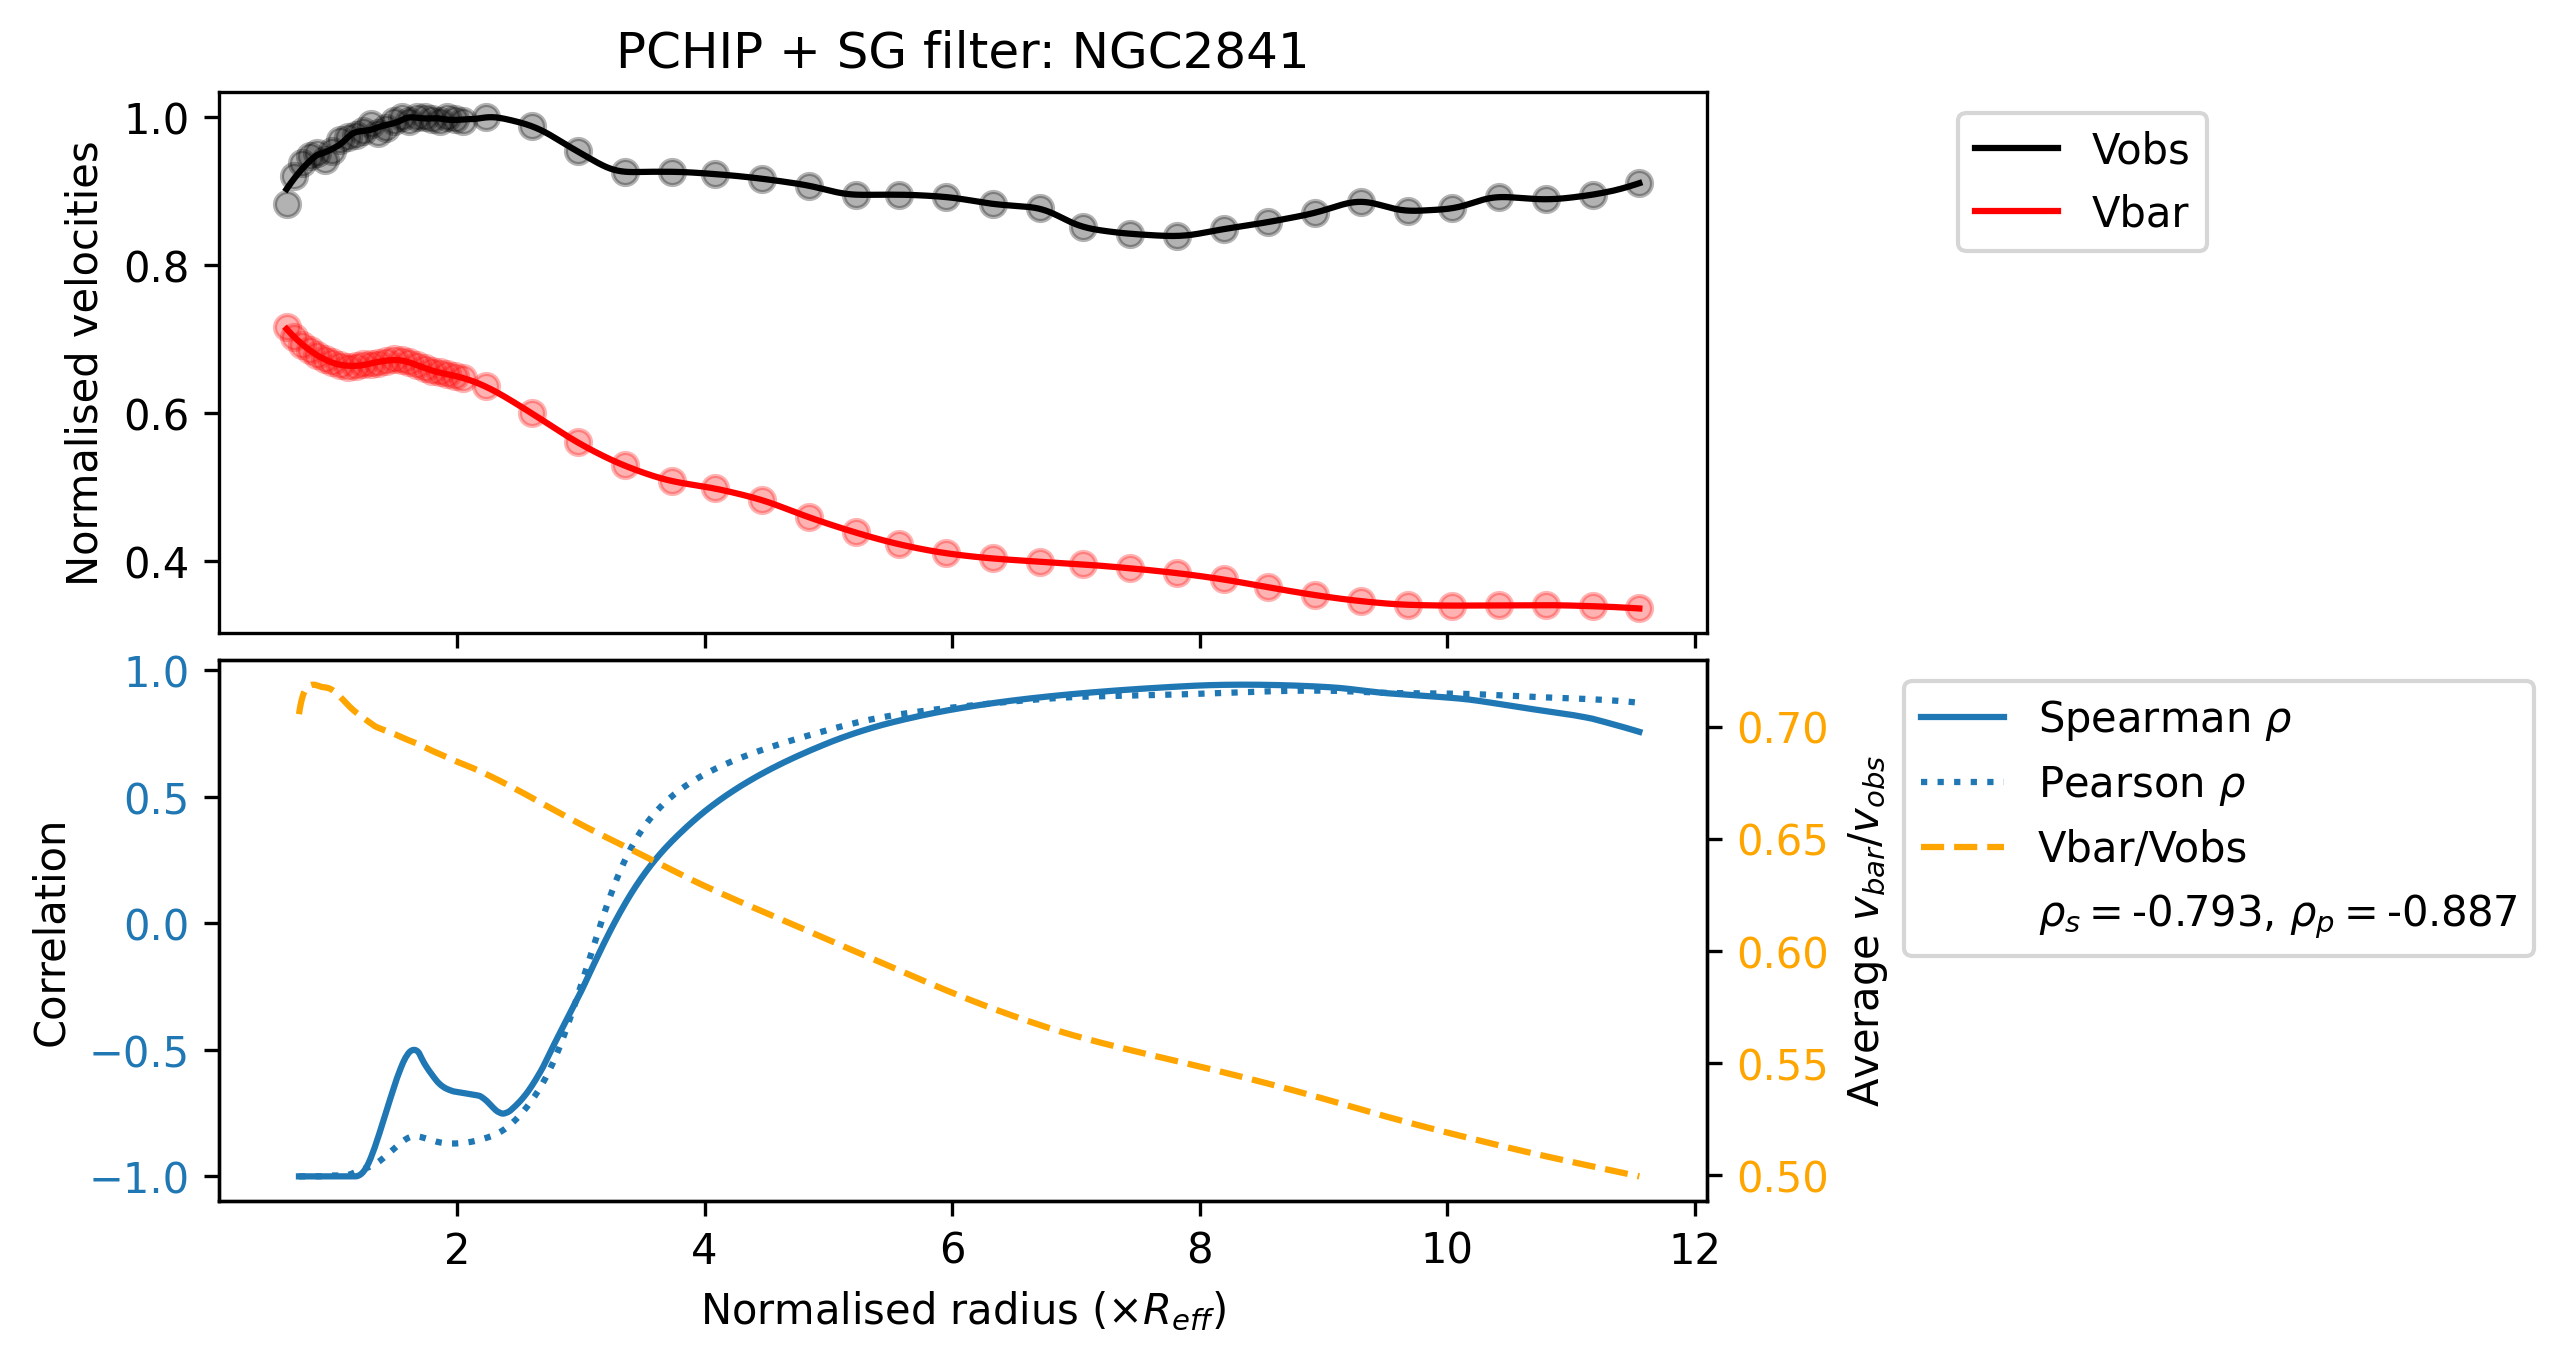 PCHIP + SG filter: NGC2841
Normalised velocities
1.0
0.8
0.6
0.4
Vobs
Vbar
Correlation
1.0
0.5
0.0
−0.5
−1.0
0.70
0.65
0.60
0.55
0.50
Average v_bar/v_obs
Spearman ρ
Pearson ρ
Vbar/Vobs
ρ_s = -0.793, ρ_p = -0.887
2 4 6 8 10 12
Normalised radius (×R_eff)